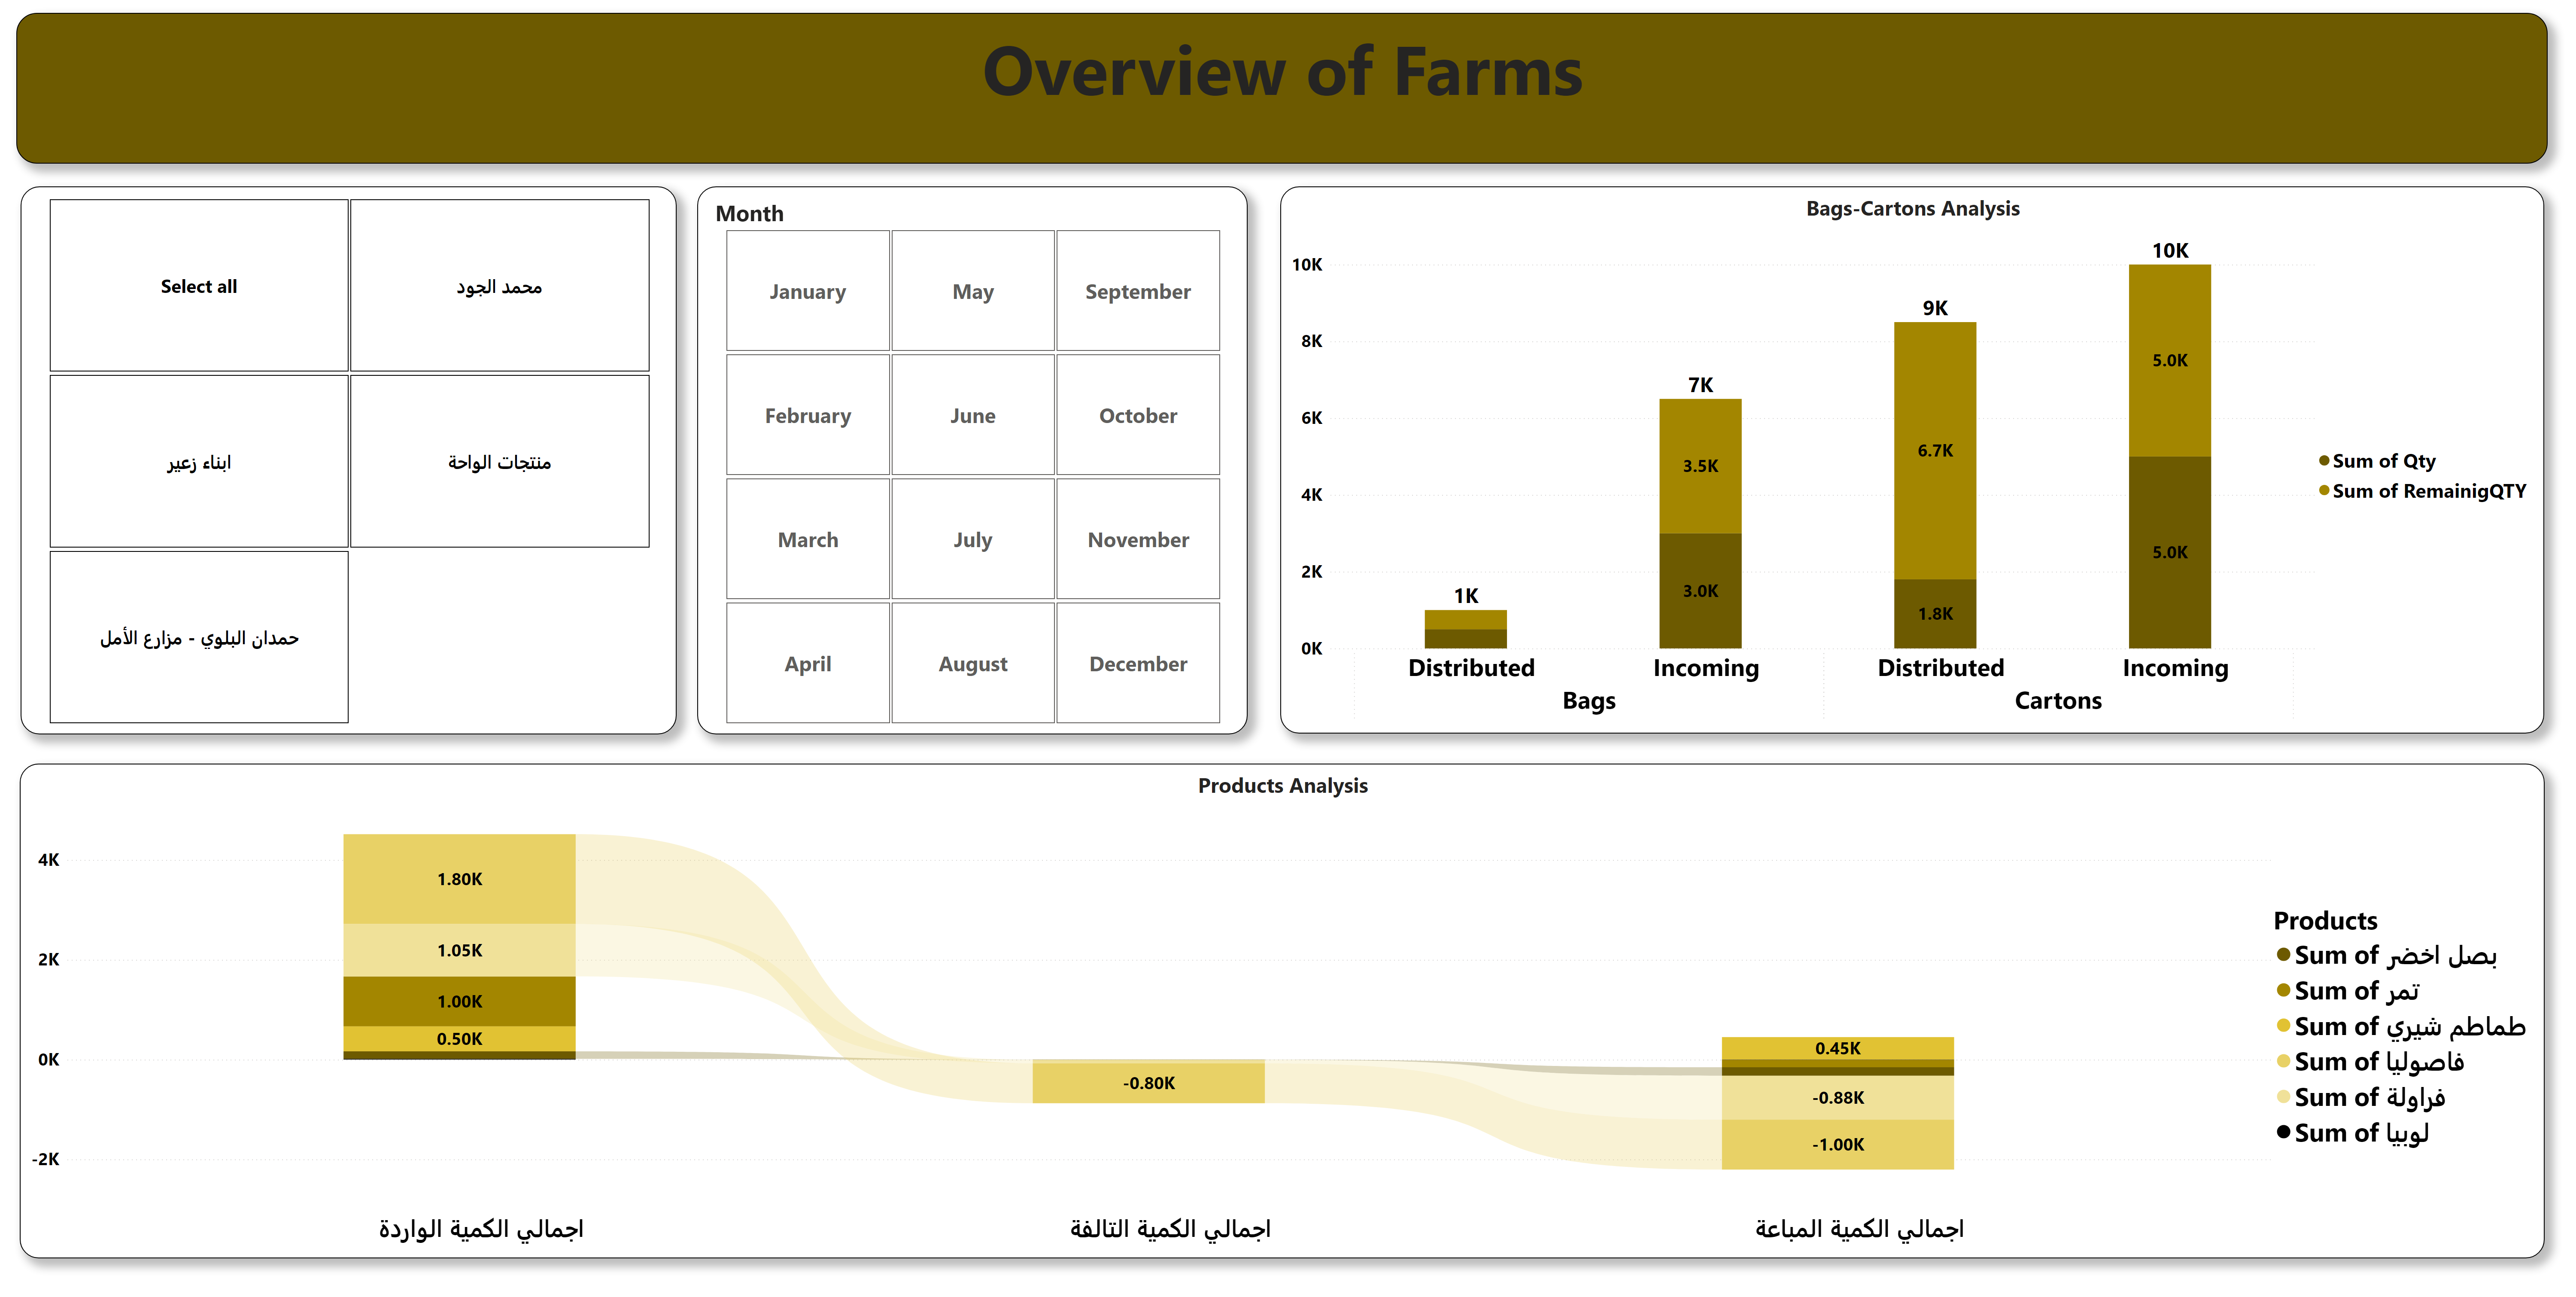 Overview of Farms
Select all
محمد الجود
ابناء زعير
منتجات الواحة
حمدان البلوي - مزارع الأمل
Month
January
May
September
February
June
October
March
July
November
April
August
December
Bags-Cartons Analysis
10K
8K
6K
4K
2K
0K
1K
7K
3.5K
3.0K
9K
6.7K
1.8K
10K
5.0K
5.0K
Distributed
Incoming
Distributed
Incoming
Bags
Cartons
Sum of Qty
Sum of RemainigQTY
Products Analysis
4K
2K
0K
-2K
1.80K
1.05K
1.00K
0.50K
-0.80K
0.45K
-0.88K
-1.00K
اجمالي الكمية الواردة
اجمالي الكمية التالفة
اجمالي الكمية المباعة
Products
Sum of بصل اخضر
Sum of تمر
Sum of طماطم شيري
Sum of فاصوليا
Sum of فراولة
Sum of لوبيا